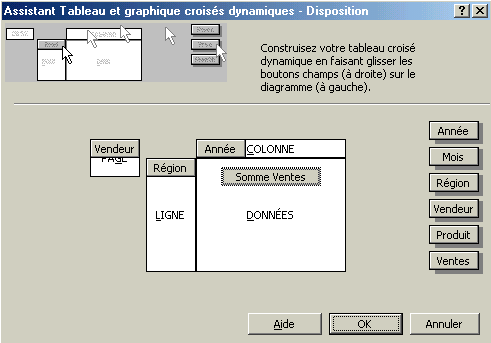 Assistant Tableau et graphique croisés dynamiques - Disposition
Construisez votre tableau croisé
dynamique en faisant glisser les
boutons champs (à droite) sur le
diagramme (à gauche).
Vendeur
PAGE
Année
COLONNE
Région
Somme Ventes
LIGNE
DONNÉES
Année
Mois
Région
Vendeur
Produit
Ventes
Aide
OK
Annuler